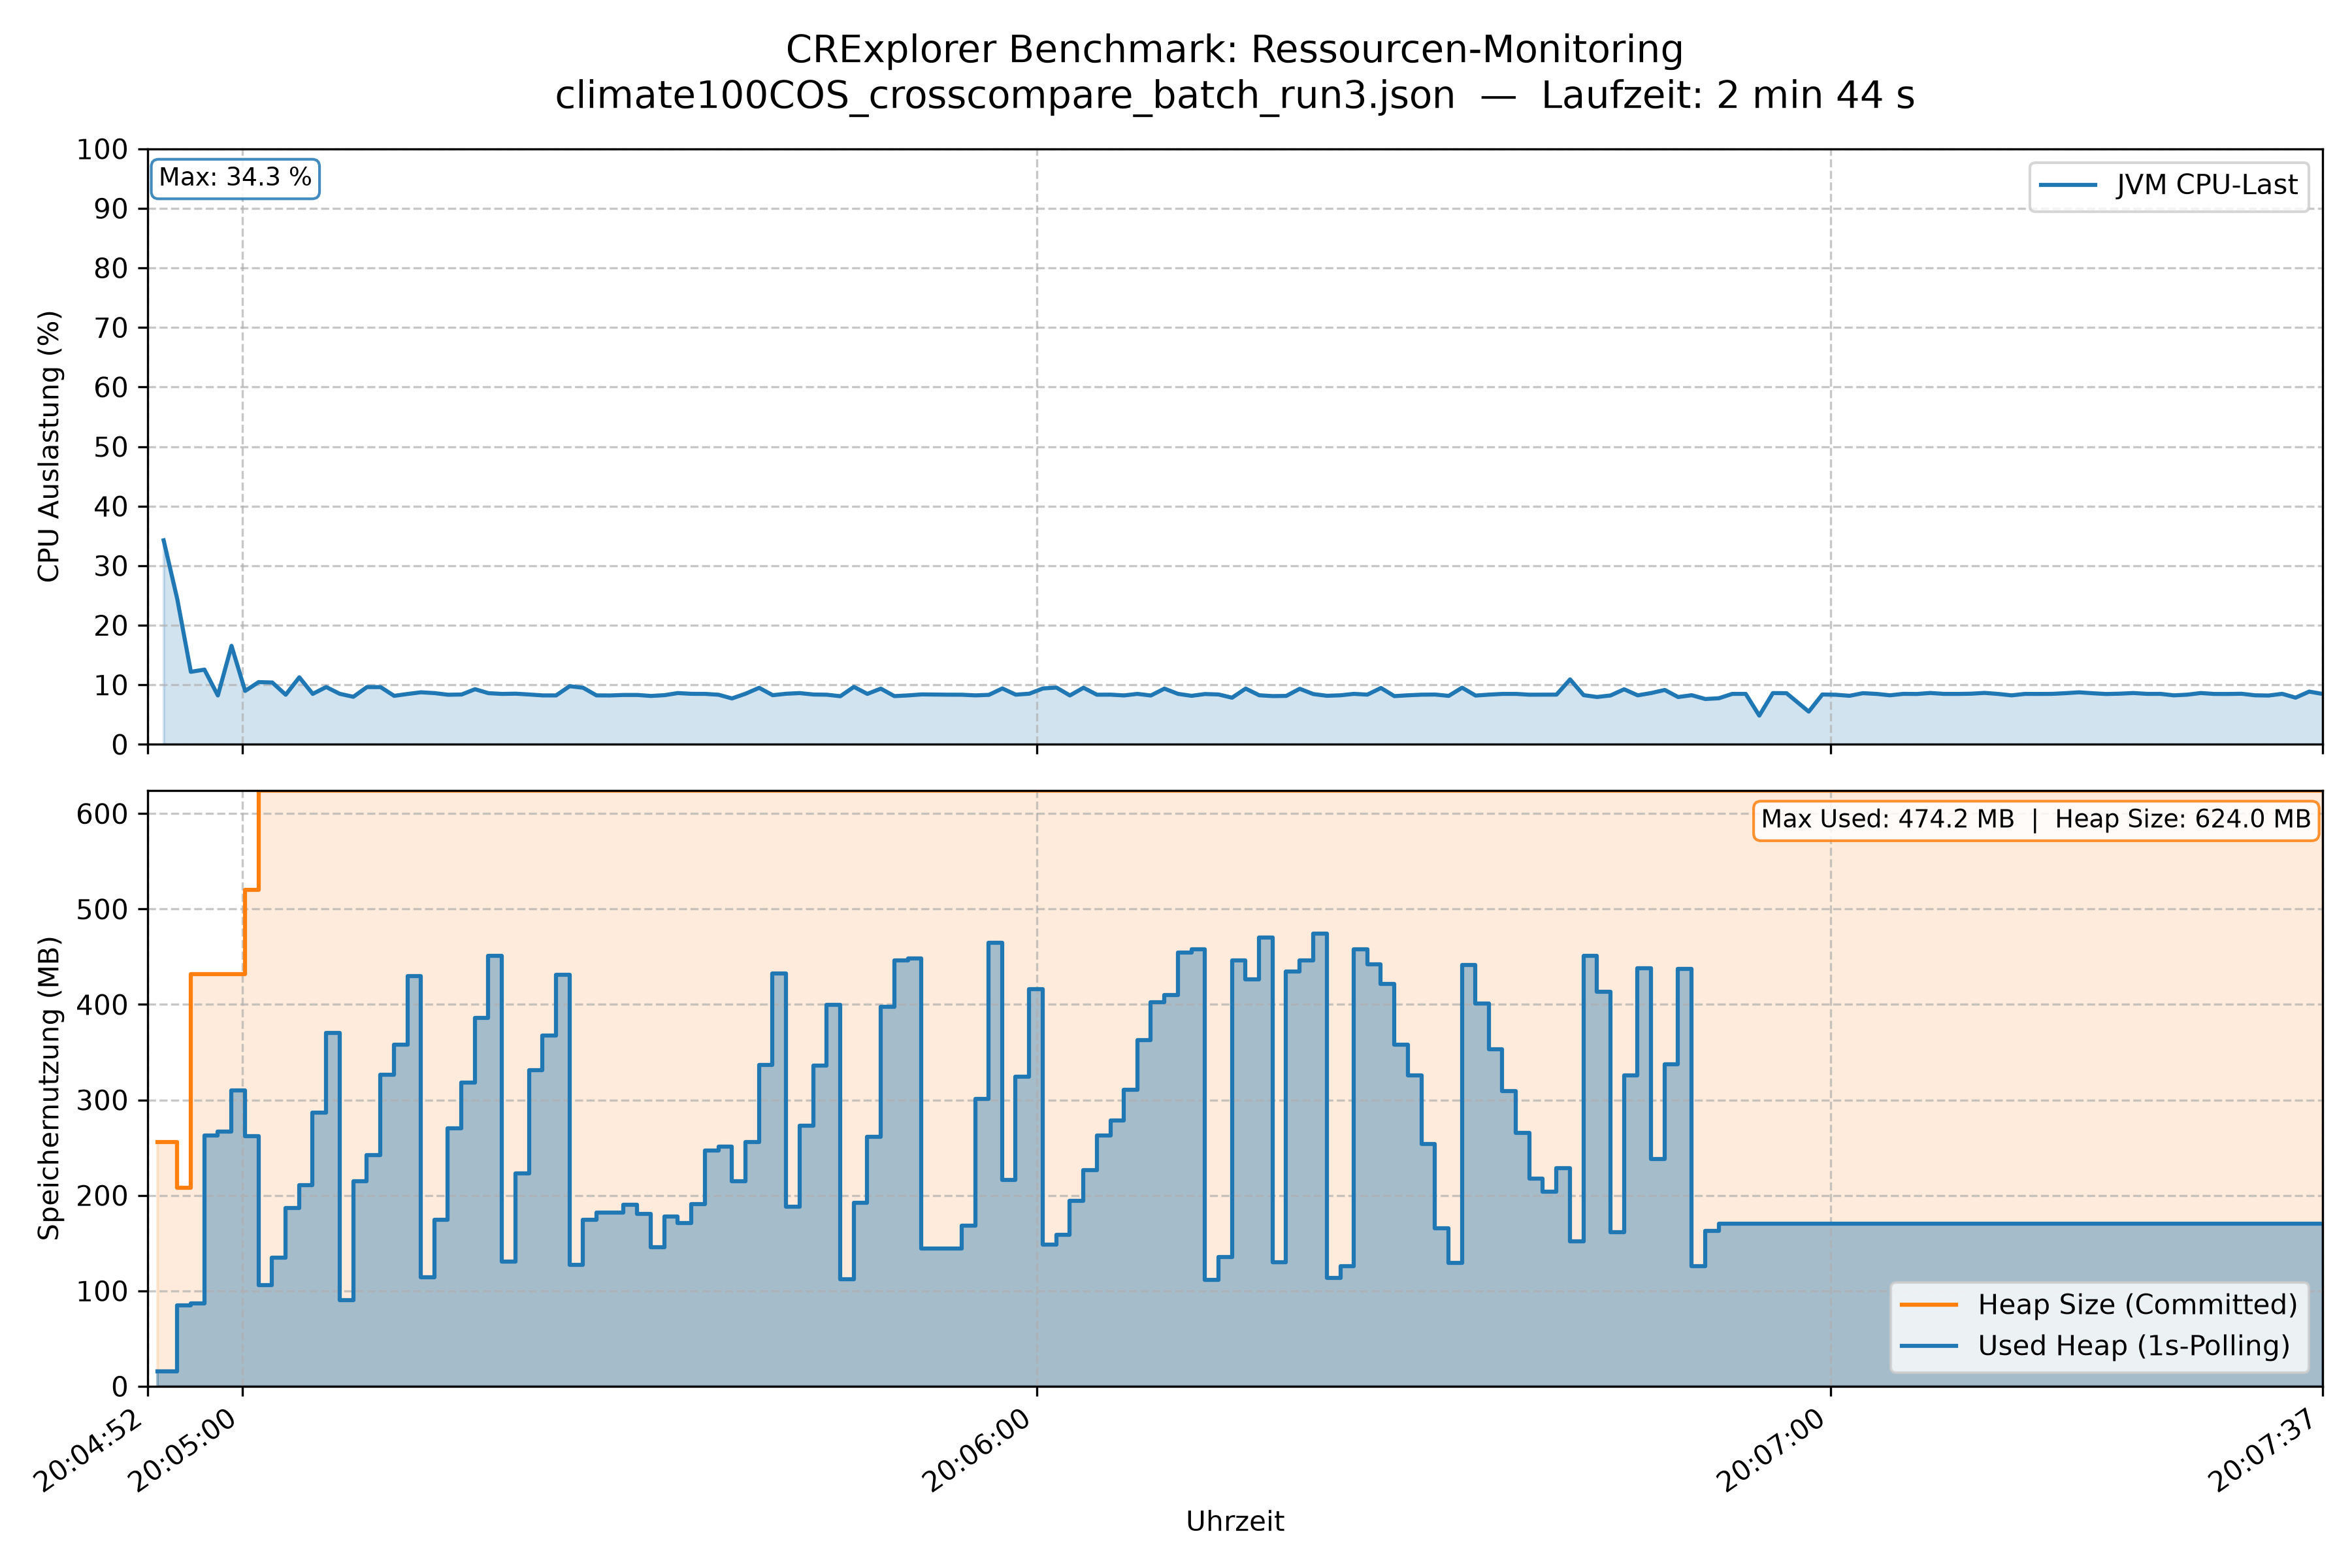 CRExplorer Benchmark: Ressourcen-Monitoring
climate100COS_crosscompare_batch_run3.json — Laufzeit: 2 min 44 s
Max: 34.3 %
JVM CPU-Last
CPU Auslastung (%)
100
90
80
70
60
50
40
30
20
10
0
Max Used: 474.2 MB | Heap Size: 624.0 MB
Speichernutzung (MB)
600
500
400
300
200
100
0
Heap Size (Committed)
Used Heap (1s-Polling)
20:04:52
20:05:00
20:06:00
20:07:00
20:07:37
Uhrzeit